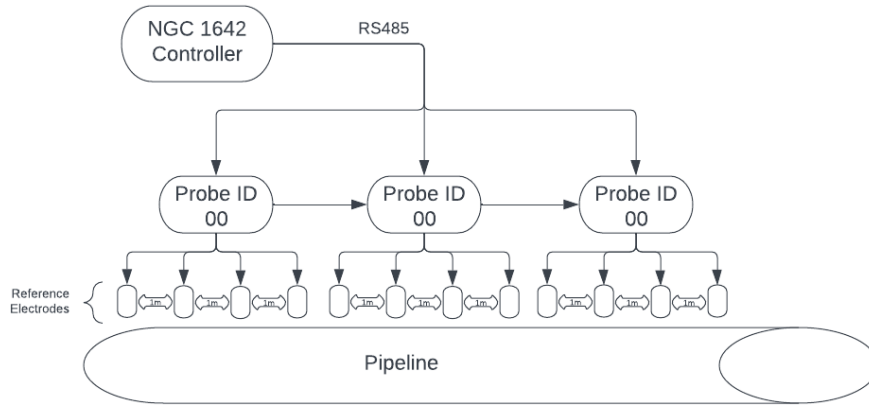 NGC 1642
Controller
RS485
Probe ID
00
Probe ID
00
Probe ID
00
Reference
Electrodes
1m
1m
1m
1m
1m
1m
1m
1m
1m
Pipeline